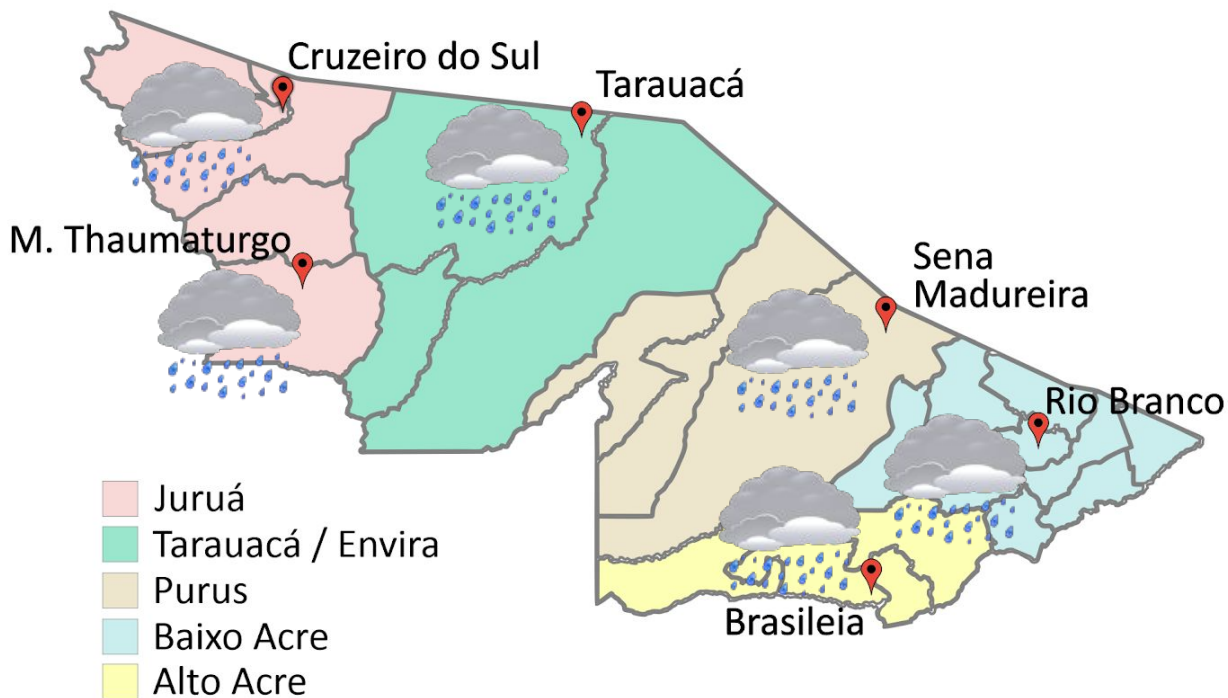 Cruzeiro do Sul
Tarauacá
M. Thaumaturgo
Sena
Madureira
Rio Branco
Brasileia
Juruá
Tarauacá / Envira
Purus
Baixo Acre
Alto Acre